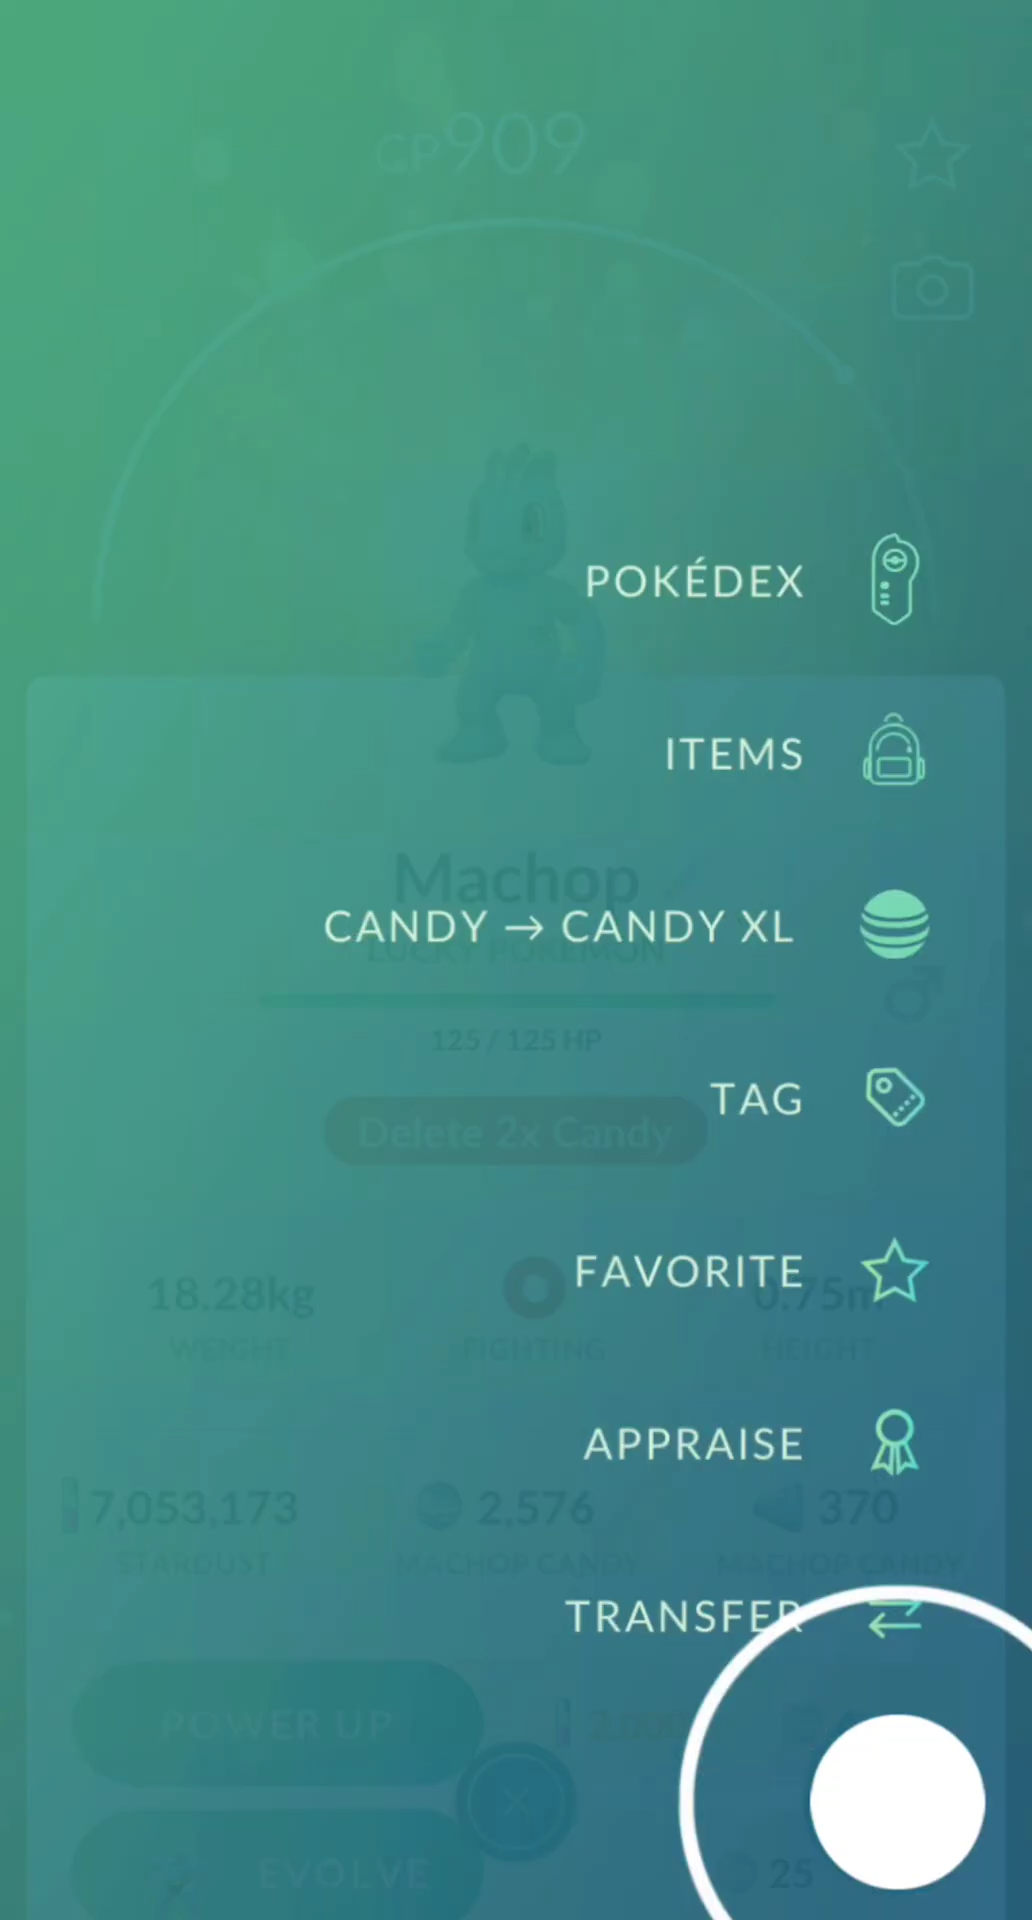 CP909
POKÉDEX
ITEMS
Machop
CANDY → CANDY XL
LUCKY POKÉMON
125 / 125 HP
TAG
Delete 2x Candy
FAVORITE
18.28kg
0.75m
WEIGHT
FIGHTING
HEIGHT
APPRAISE
7,053,173
2,576
370
STARDUST
MACHOP CANDY
MACHOP CANDY
TRANSFER
POWER UP
3,000
EVOLVE
25